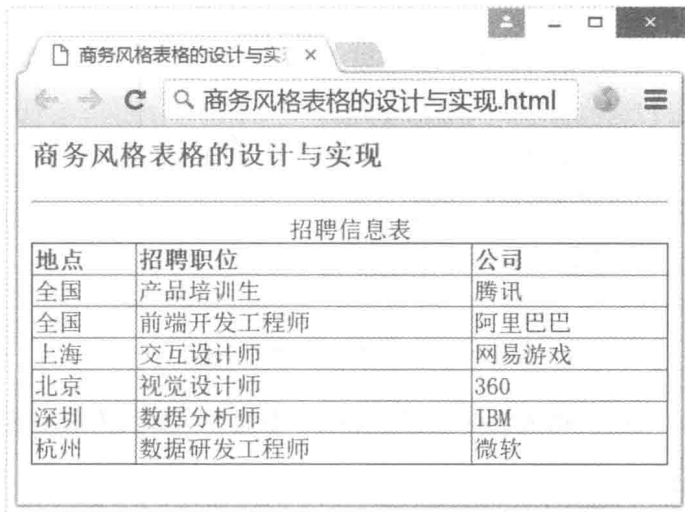 商务风格表格的设计与实
商务风格表格的设计与实现.html
商务风格表格的设计与实现
招聘信息表
地点 招聘职位 公司
全国 产品培训生 腾讯
全国 前端开发工程师 阿里巴巴
上海 交互设计师 网易游戏
北京 视觉设计师 360
深圳 数据分析师 IBM
杭州 数据研发工程师 微软